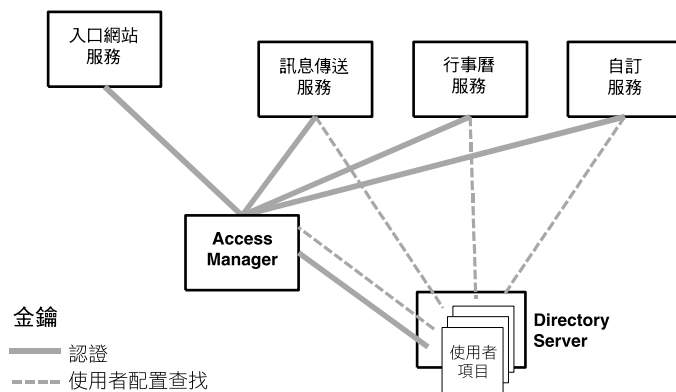 入口網站
服務
訊息傳送
服務
行事曆
服務
自訂
服務
Access
Manager
Directory
Server
使用者
項目
金鑰
認證
使用者配置查找